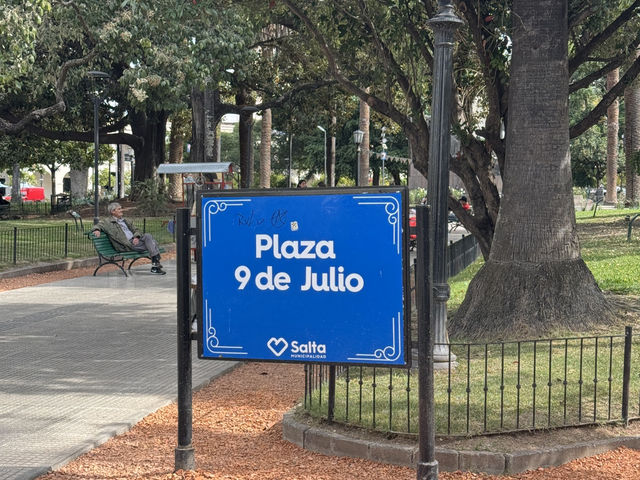 Plaza
9 de Julio
Salta
MUNICIPALIDAD